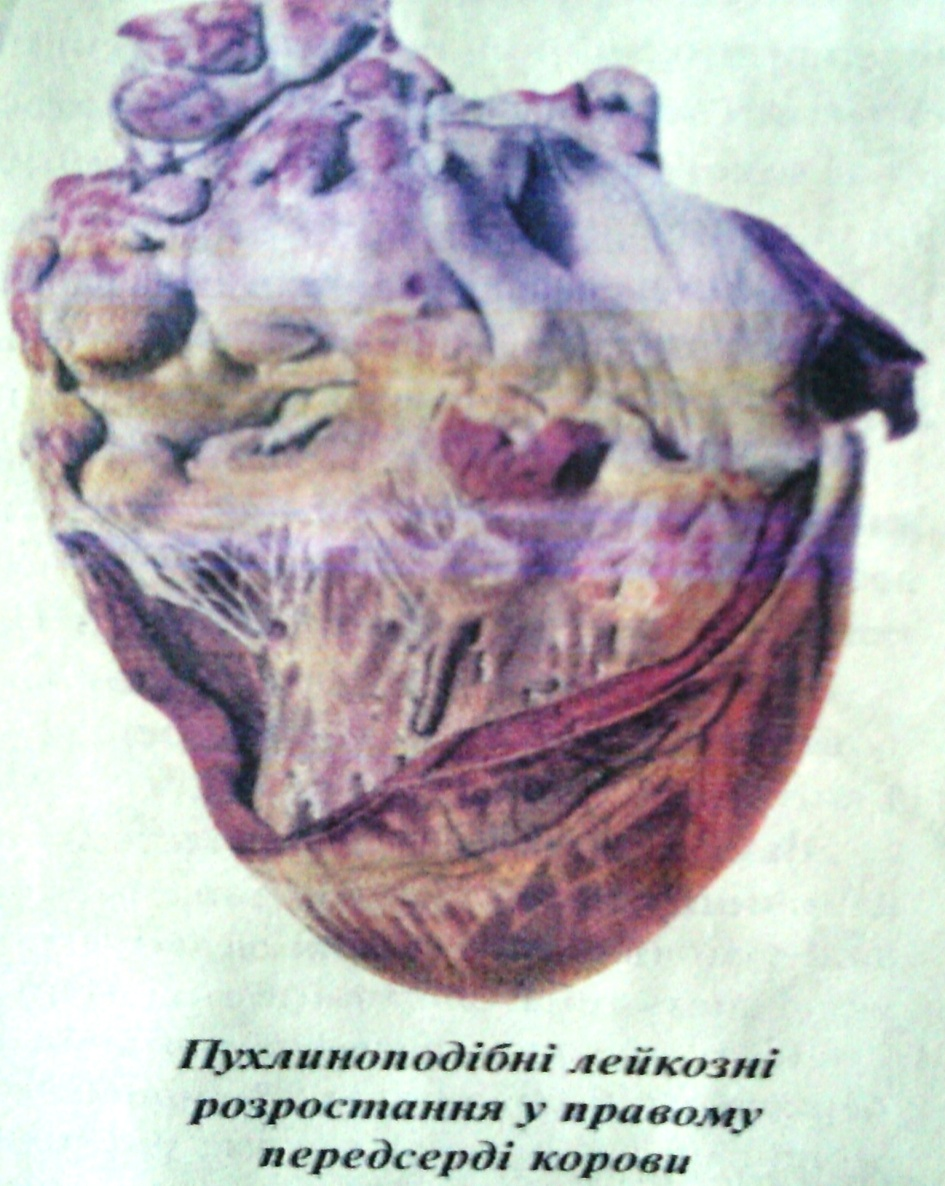 Пухлиноподібні лейкозні
розростання у правому
передсерді корови